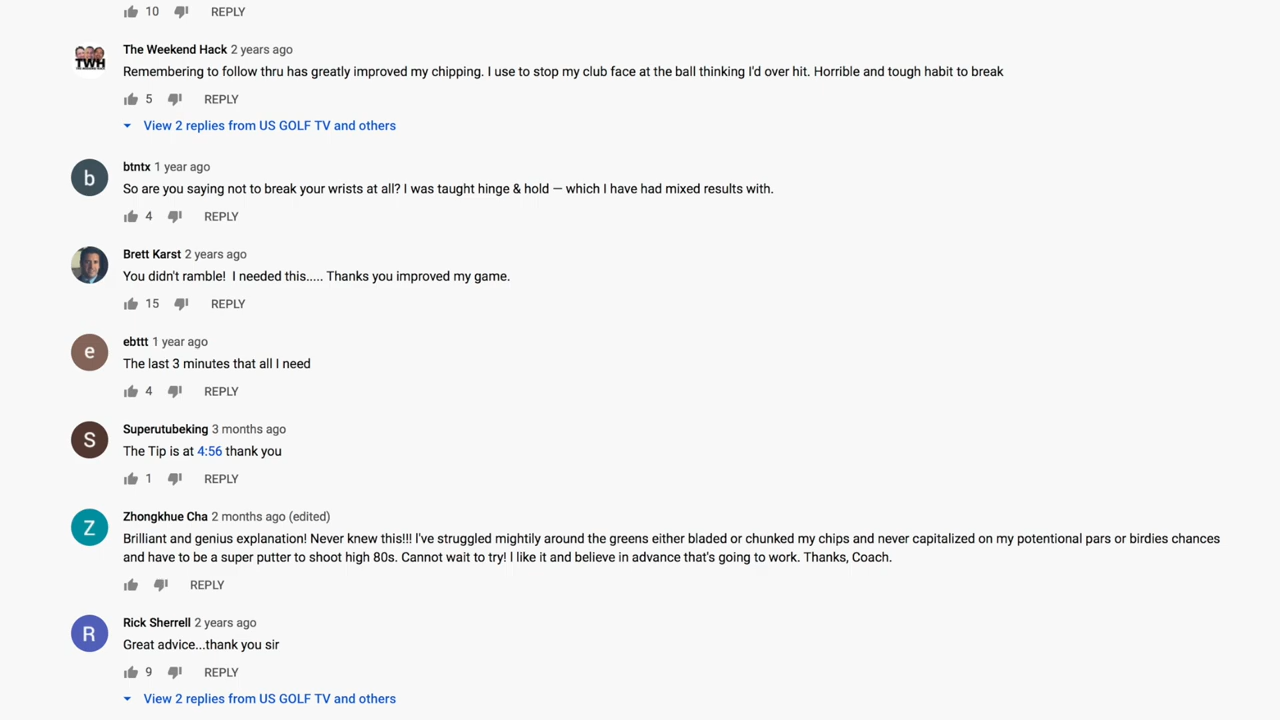 10 REPLY
The Weekend Hack 2 years ago
TWH
Remembering to follow thru has greatly improved my chipping. I use to stop my club face at the ball thinking I'd over hit. Horrible and tough habit to break
5 REPLY
View 2 replies from US GOLF TV and others
b
btntx 1 year ago
So are you saying not to break your wrists at all? I was taught hinge & hold — which I have had mixed results with.
4 REPLY
Brett Karst 2 years ago
You didn't ramble!  I needed this..... Thanks you improved my game.
15 REPLY
e
ebttt 1 year ago
The last 3 minutes that all I need
4 REPLY
S
Superutubeking 3 months ago
The Tip is at 4:56 thank you
1 REPLY
Z
Zhongkhue Cha 2 months ago (edited)
Brilliant and genius explanation! Never knew this!!! I've struggled mightily around the greens either bladed or chunked my chips and never capitalized on my potential pars or birdies chances
and have to be a super putter to shoot high 80s. Cannot wait to try! I like it and believe in advance that's going to work. Thanks, Coach.
REPLY
R
Rick Sherrell 2 years ago
Great advice...thank you sir
9 REPLY
View 2 replies from US GOLF TV and others